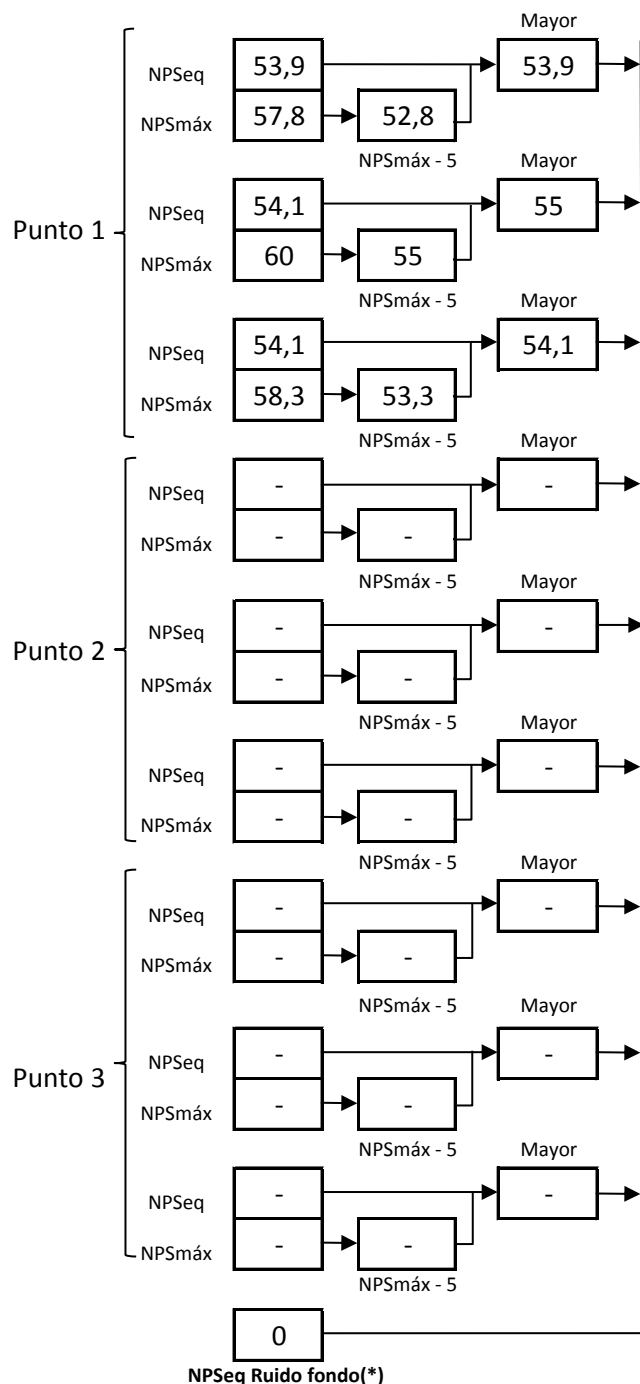 Mayor
NPSeq 53,9 53,9
NPSmáx 57,8 52,8
NPSmáx - 5 Mayor
NPSeq 54,1 55
Punto 1
NPSmáx 60 55
NPSmáx - 5 Mayor
NPSeq 54,1 54,1
NPSmáx 58,3 53,3
NPSmáx - 5 Mayor
NPSeq - -
NPSmáx - -
NPSmáx - 5 Mayor
NPSeq - -
Punto 2
NPSmáx - -
NPSmáx - 5 Mayor
NPSeq - -
NPSmáx - -
NPSmáx - 5 Mayor
NPSeq - -
NPSmáx - -
NPSmáx - 5 Mayor
NPSeq - -
Punto 3
NPSmáx - -
NPSmáx - 5 Mayor
NPSeq - -
NPSmáx - -
NPSmáx - 5
0
NPSeq Ruido fondo(*)